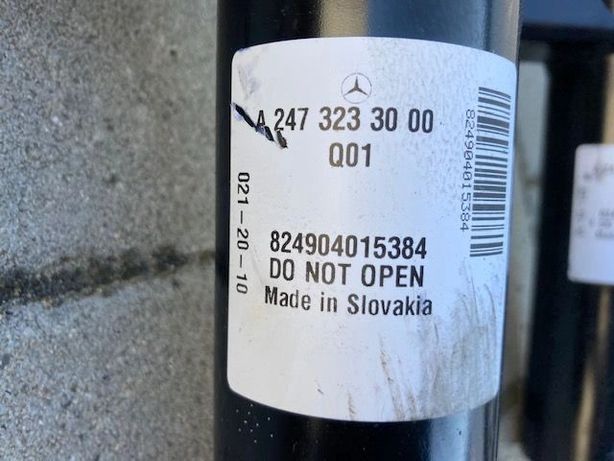 A 247 323 30 00
Q01
824904015384
DO NOT OPEN
Made in Slovakia
021-20-10
824904015384